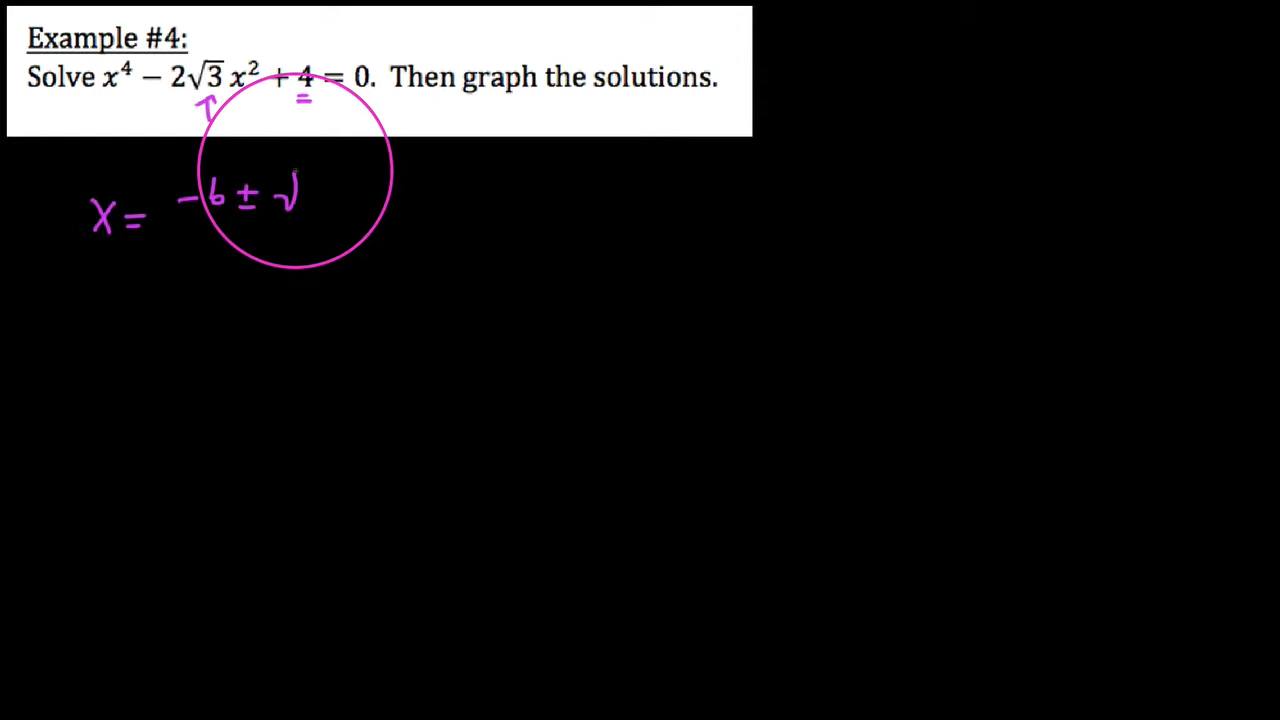 Example #4:
Solve x⁴ − 2√3 x² + 4 = 0. Then graph the solutions.
x = −b ± √